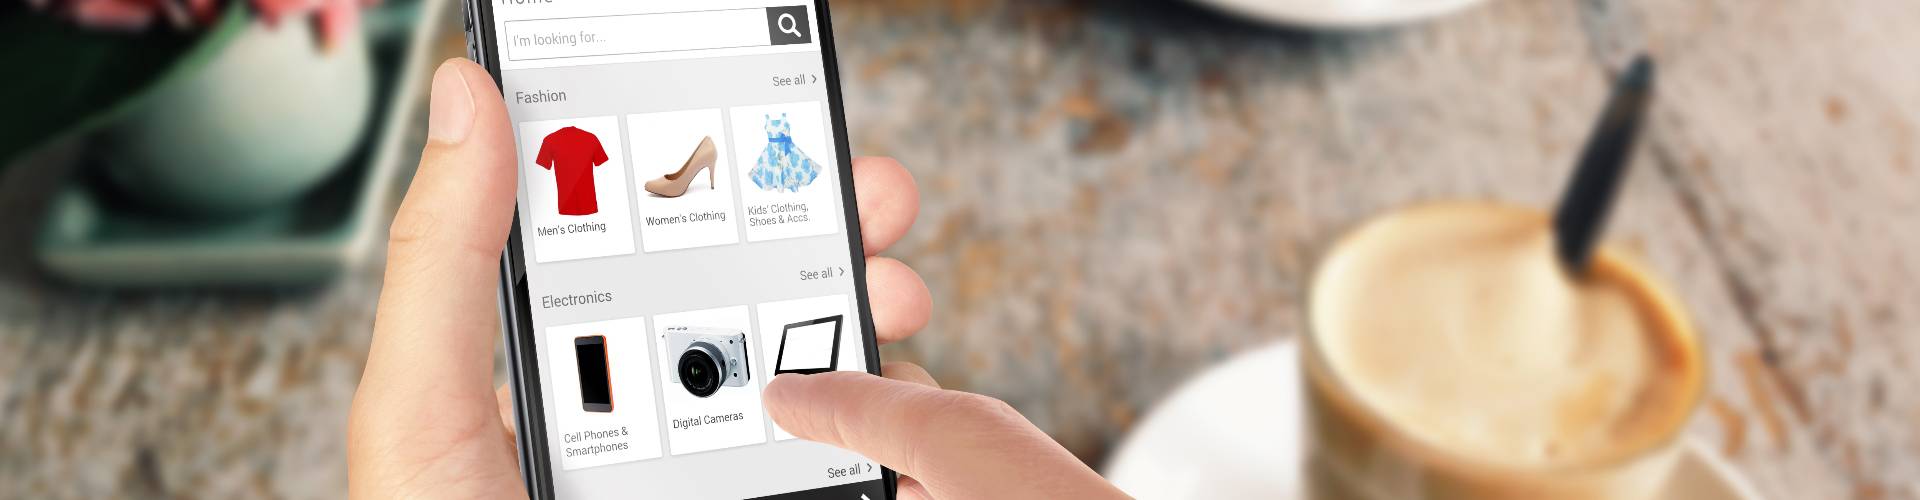 Home
I'm looking for...
Fashion
See all
Men's Clothing
Women's Clothing
Kids' Clothing,
Shoes & Accs.
Electronics
See all
Cell Phones &
Smartphones
Digital Cameras
See all